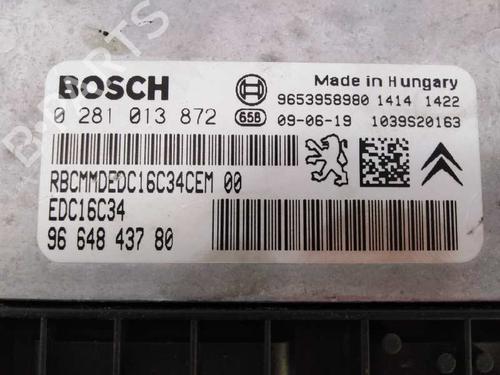 B-PARTS
BOSCH
Made in Hungary
9653958980 1414 1422
0 281 013 872
656
09-06-19 1039S20163
RBCMMDEDC16C34CEM 00
EDC16C34
96 648 437 80